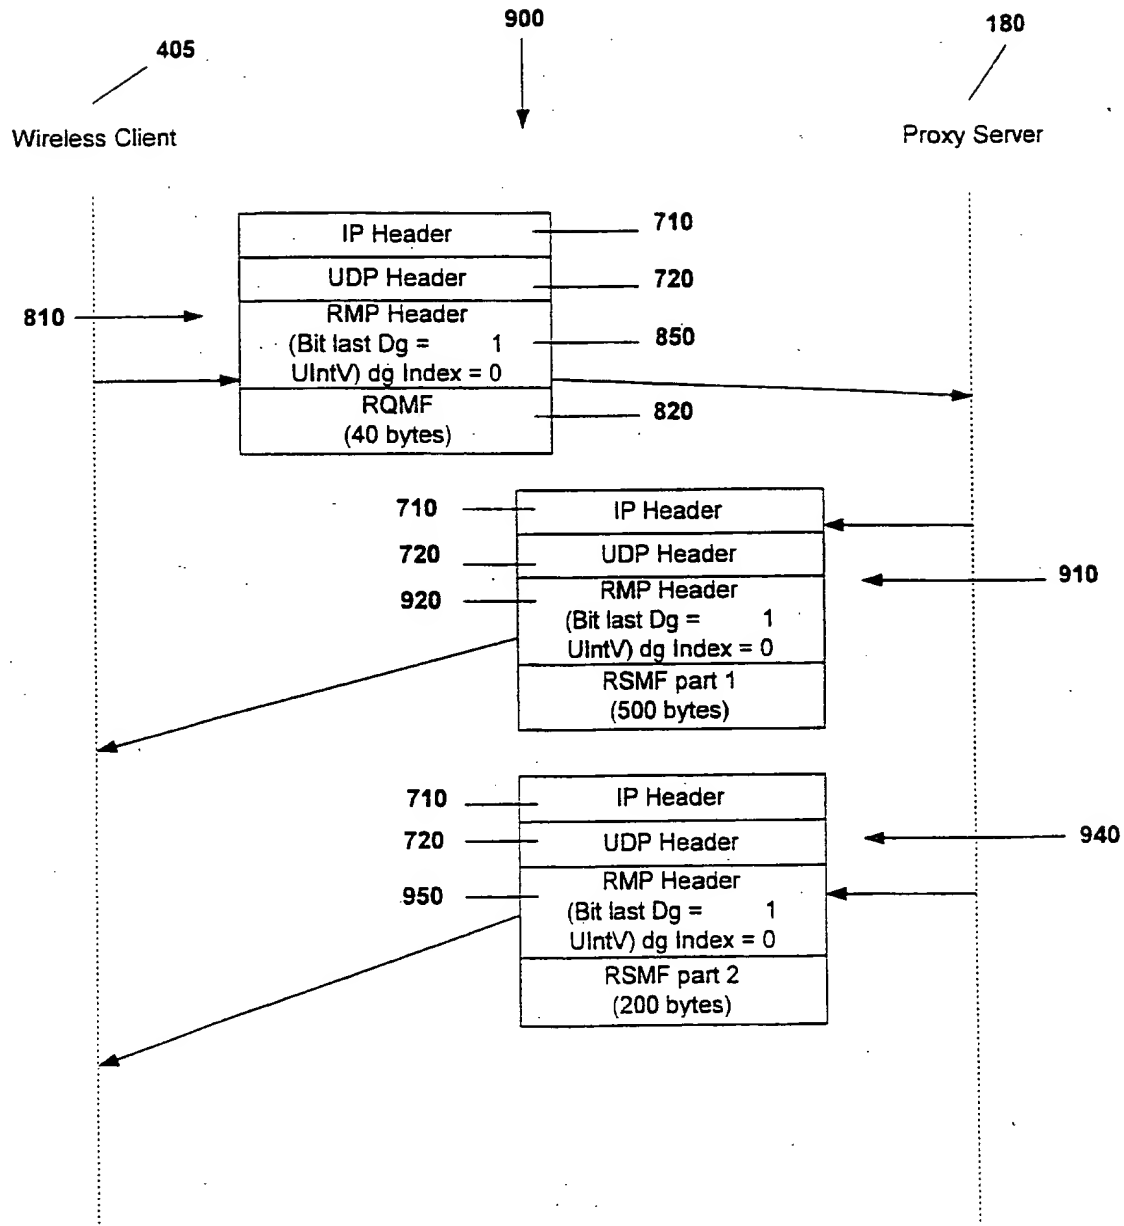 900
180
405
Wireless Client
Proxy Server
IP Header
710
UDP Header
720
810
RMP Header
(Bit last Dg = 1
850
UIntV) dg Index = 0
RQMF
820
(40 bytes)
710
IP Header
720
UDP Header
910
920
RMP Header
(Bit last Dg = 1
UIntV) dg Index = 0
RSMF part 1
(500 bytes)
710
IP Header
720
UDP Header
940
950
RMP Header
(Bit last Dg = 1
UIntV) dg Index = 0
RSMF part 2
(200 bytes)